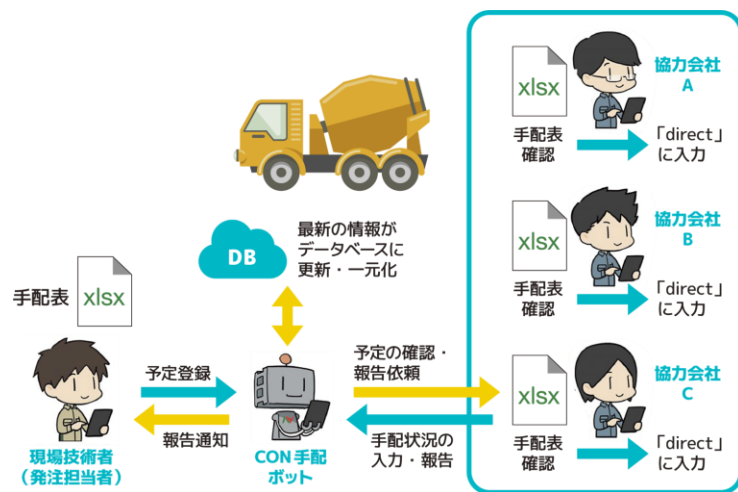 手配表
xlsx
現場技術者
（発注担当者）
予定登録
報告通知
DB
最新の情報が
データベースに
更新・一元化
CON 手配
ボット
予定の確認・
報告依頼
手配状況の
入力・報告
xlsx
協力会社
A
手配表
確認
「direct」
に入力
xlsx
協力会社
B
手配表
確認
「direct」
に入力
xlsx
協力会社
C
手配表
確認
「direct」
に入力